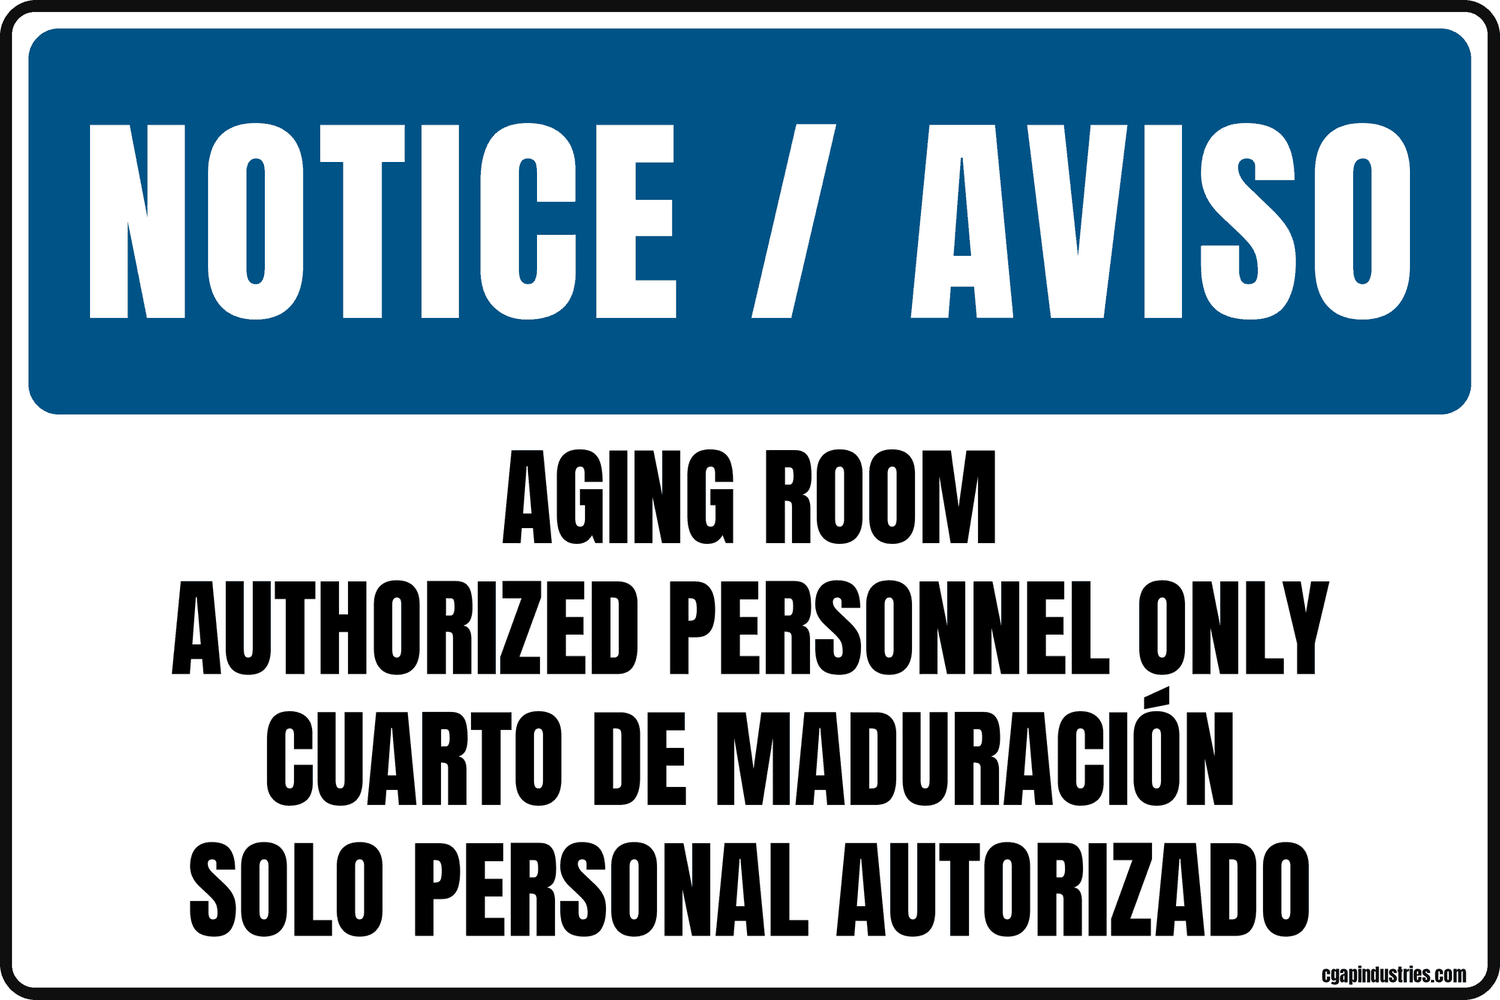 NOTICE / AVISO
AGING ROOM
AUTHORIZED PERSONNEL ONLY
CUARTO DE MADURACIÓN
SOLO PERSONAL AUTORIZADO
cgapindustries.com